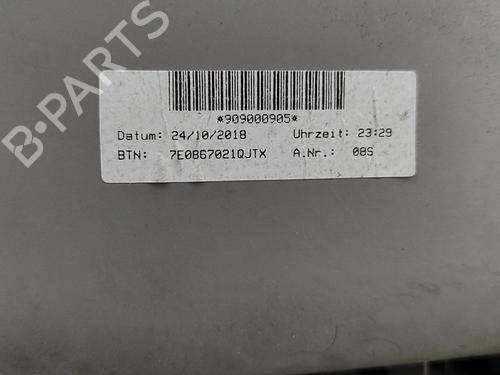 B-PARTS
*909000905*
Datum: 24/10/2018 Uhrzeit: 23:29
BTN: 7E0867021QJTX A.Nr.: 08S